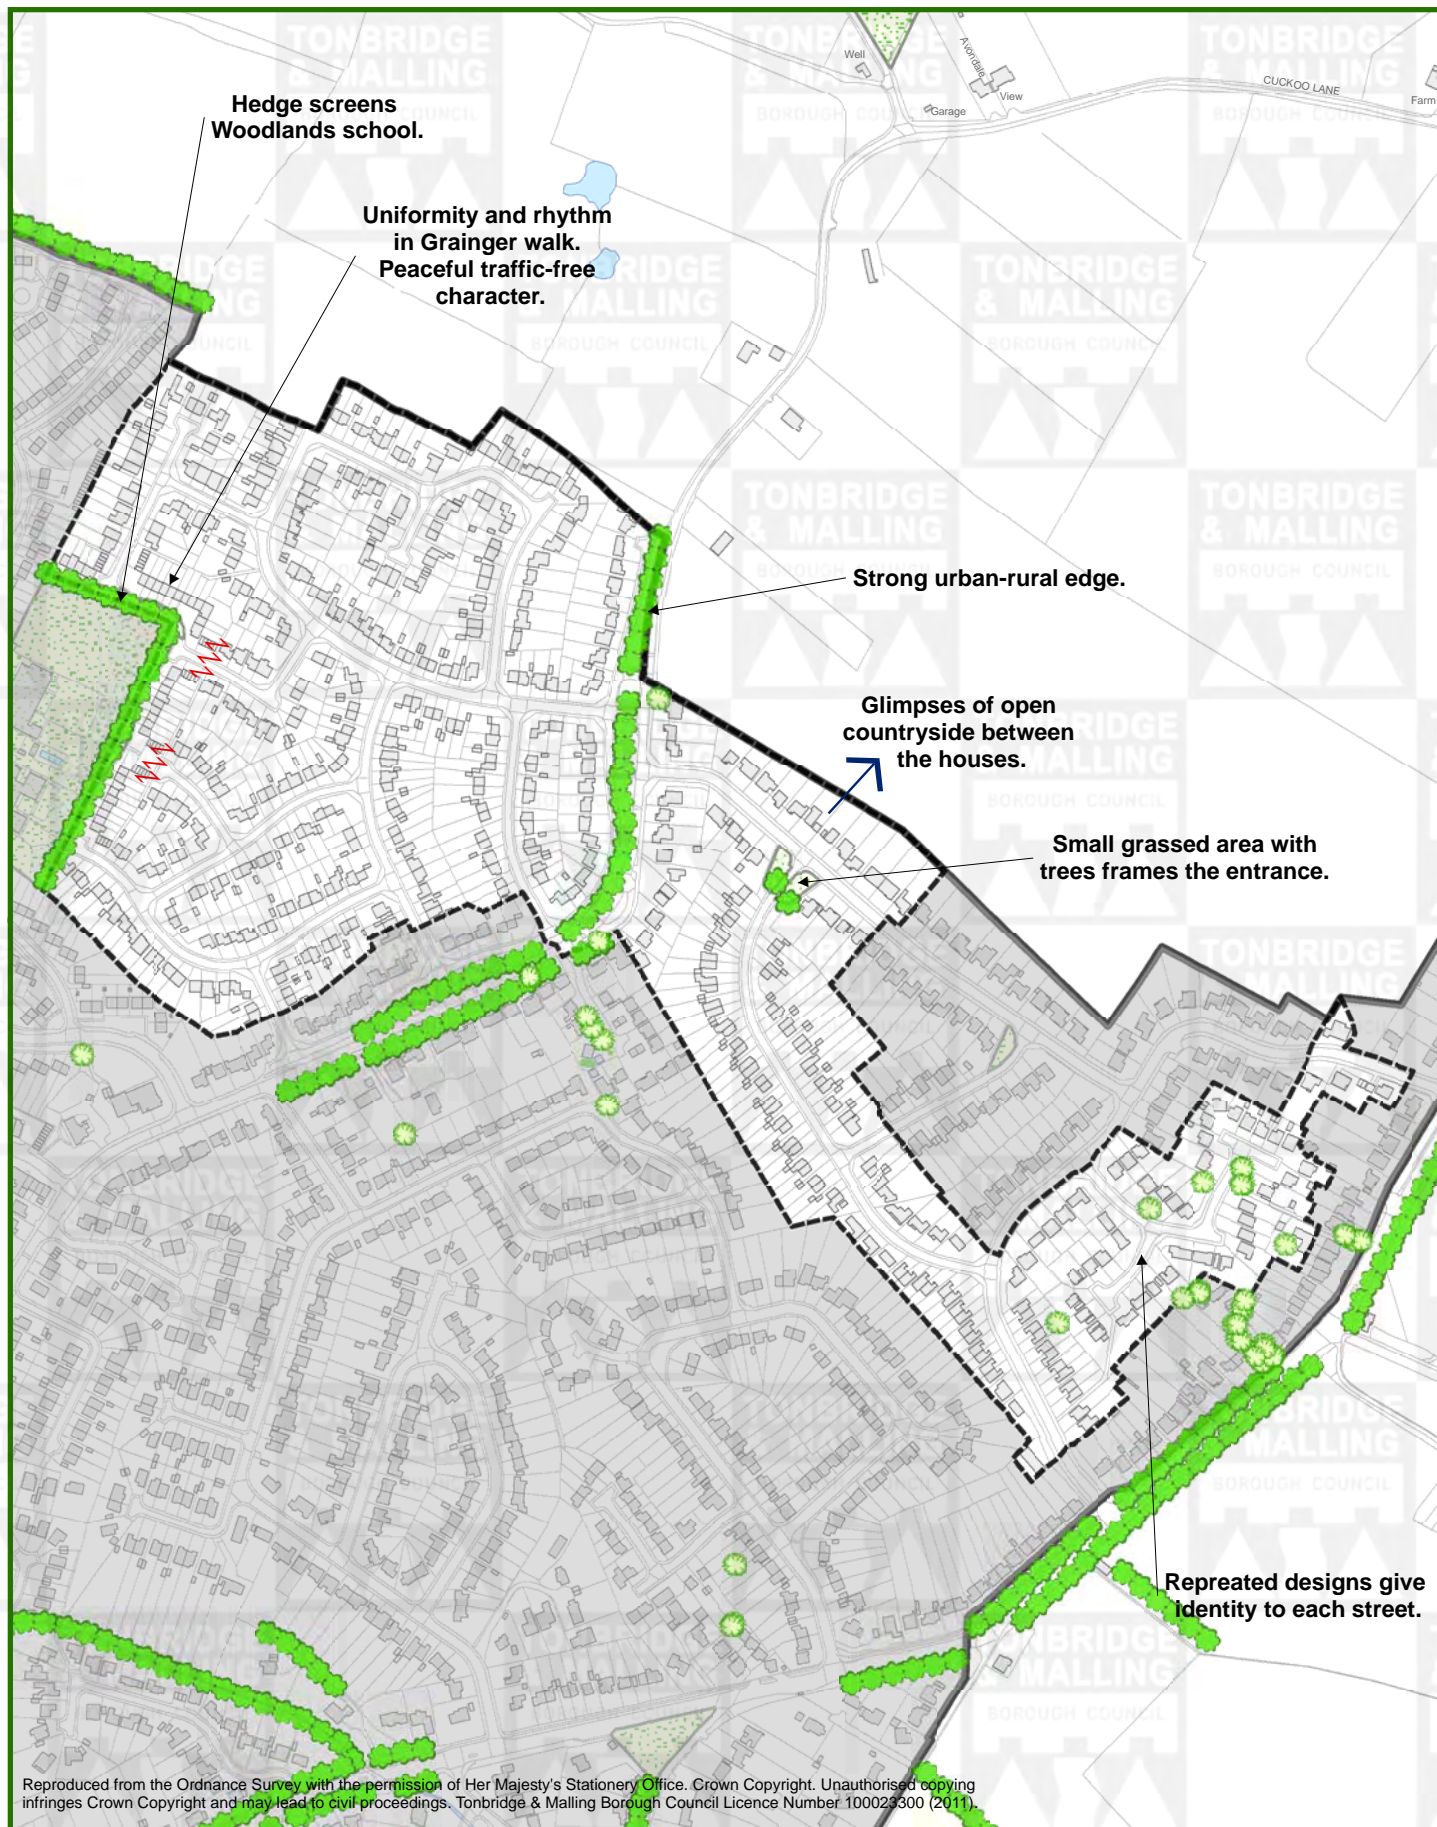 TONBRIDGE
& MALLING
BOROUGH COUNCIL
Well
Avondale
View
Garage
CUCKOO LANE
Farm
Hedge screens
Woodlands school.
Uniformity and rhythm
in Grainger walk.
Peaceful traffic-free
character.
Strong urban-rural edge.
Glimpses of open
countryside between
the houses.
Small grassed area with
trees frames the entrance.
Repreated designs give
identity to each street.
Reproduced from the Ordnance Survey with the permission of Her Majesty's Stationery Office. Crown Copyright. Unauthorised copying
infringes Crown Copyright and may lead to civil proceedings. Tonbridge & Malling Borough Council Licence Number 100023300 (2011).